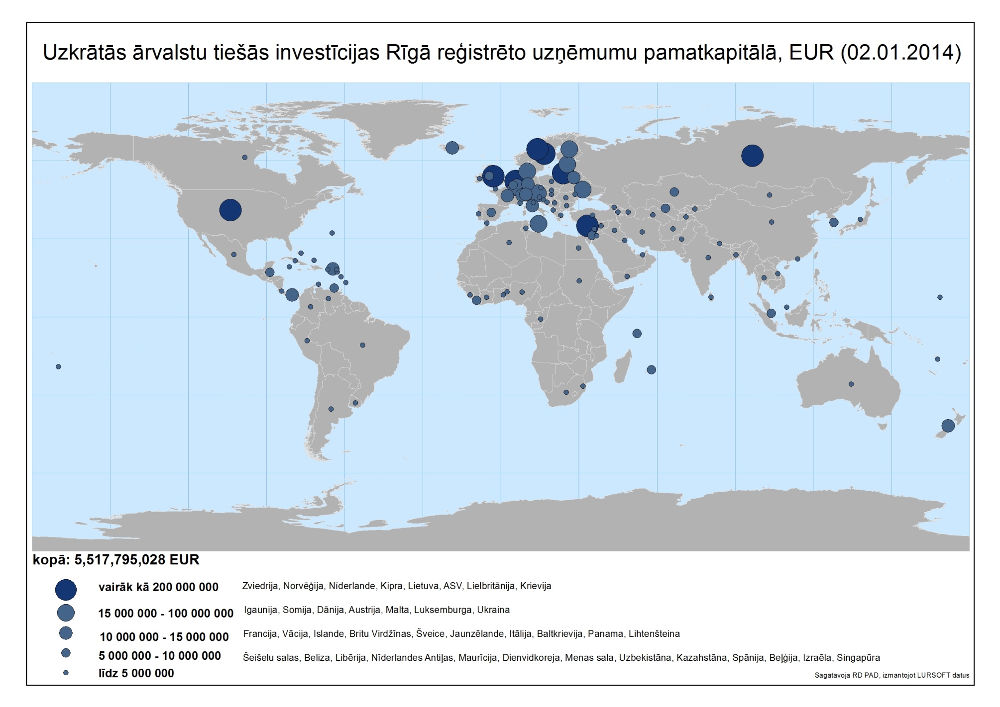 Uzkrātās ārvalstu tiešās investīcijas Rīgā reģistrēto uzņēmumu pamatkapitālā, EUR (02.01.2014)
kopā: 5,517,795,028 EUR
vairāk kā 200 000 000 Zviedrija, Norvēģija, Nīderlande, Kipra, Lietuva, ASV, Lielbritānija, Krievija
15 000 000 - 100 000 000 Igaunija, Somija, Dānija, Austrija, Malta, Luksemburga, Ukraina
10 000 000 - 15 000 000 Francija, Vācija, Islande, Britu Virdžīnas, Šveice, Jaunzēlande, Itālija, Baltkrievija, Panama, Lihtenšteina
5 000 000 - 10 000 000 Šeišelu salas, Beliza, Libērija, Nīderlandes Antiļas, Maurīcija, Dienvidkoreja, Menas sala, Uzbekistāna, Kazahstāna, Spānija, Beļģija, Izraēla, Singapūra
līdz 5 000 000
Sagatavoja RD PAD, izmantojot LURSOFT datus